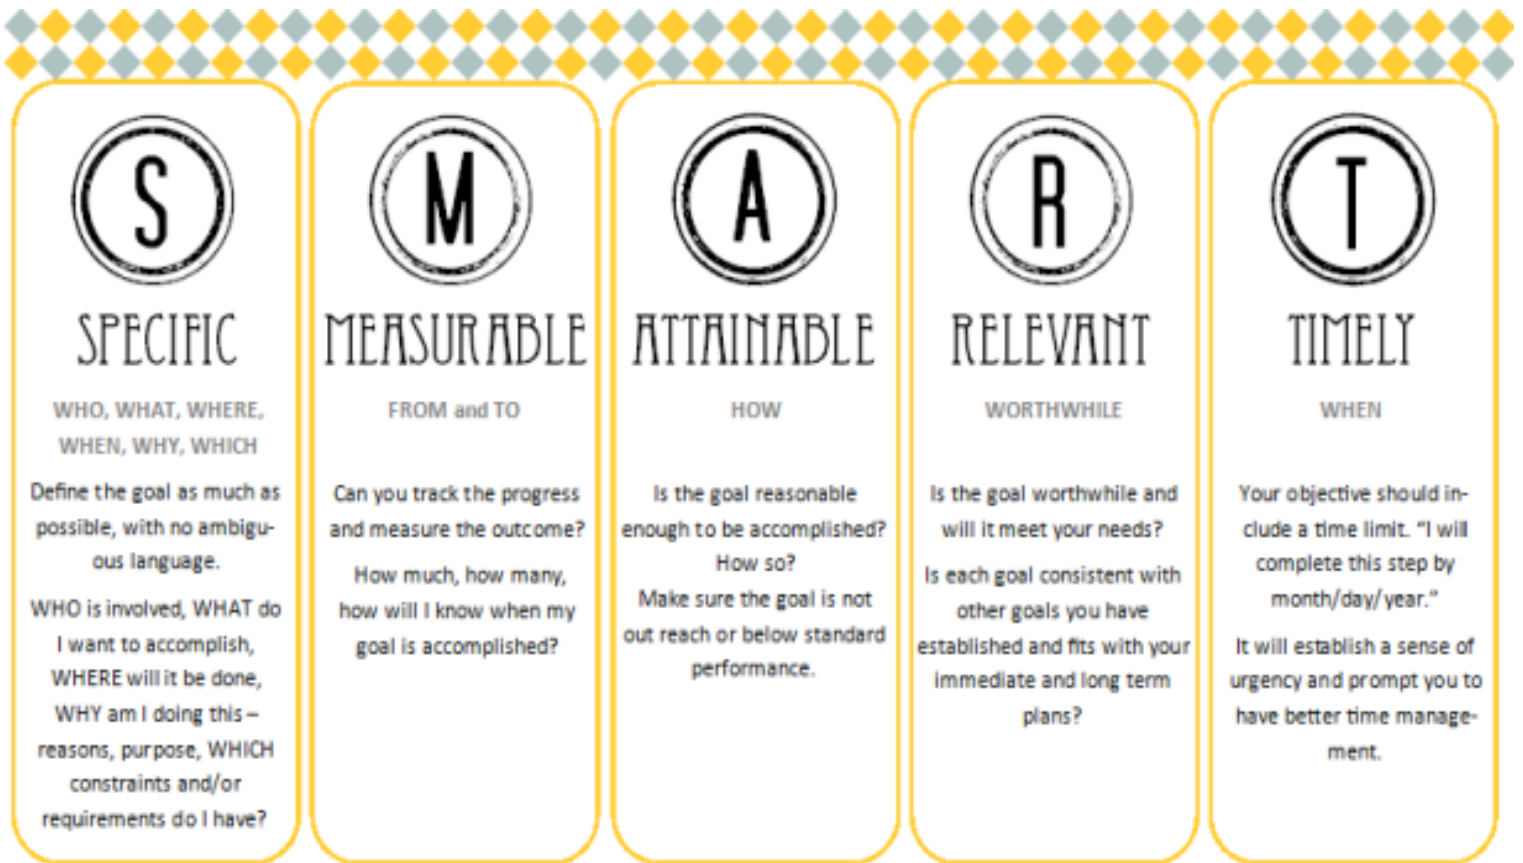 S
SPECIFIC
WHO, WHAT, WHERE,
WHEN, WHY, WHICH
Define the goal as much as
possible, with no ambigu-
ous language.
WHO is involved, WHAT do
I want to accomplish,
WHERE will it be done,
WHY am I doing this –
reasons, purpose, WHICH
constraints and/or
requirements do I have?
M
MEASURABLE
FROM and TO
Can you track the progress
and measure the outcome?
How much, how many,
how will I know when my
goal is accomplished?
A
ATTAINABLE
HOW
Is the goal reasonable
enough to be accomplished?
How so?
Make sure the goal is not
out reach or below standard
performance.
R
RELEVANT
WORTHWHILE
Is the goal worthwhile and
will it meet your needs?
Is each goal consistent with
other goals you have
established and fits with your
immediate and long term
plans?
T
TIMELY
WHEN
Your objective should in-
clude a time limit. “I will
complete this step by
month/day/year.”
It will establish a sense of
urgency and prompt you to
have better time manage-
ment.